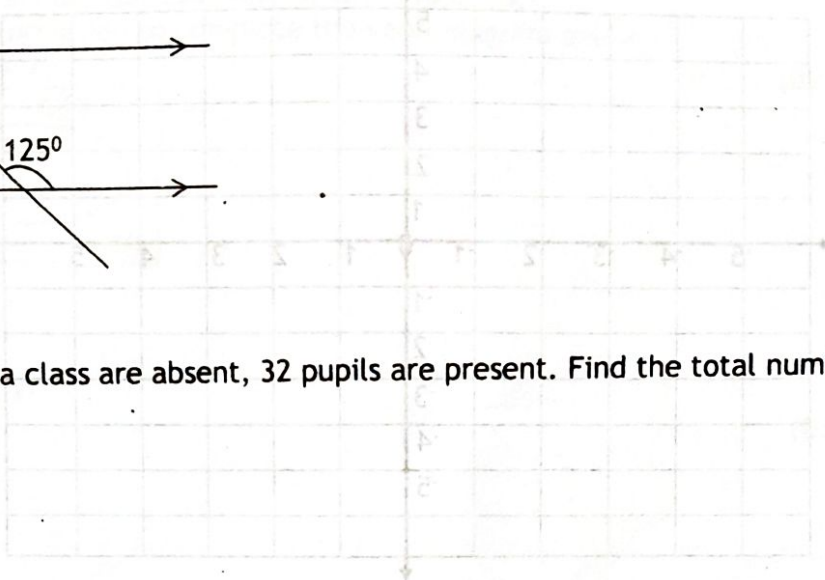 125⁰
a class are absent, 32 pupils are present. Find the total num